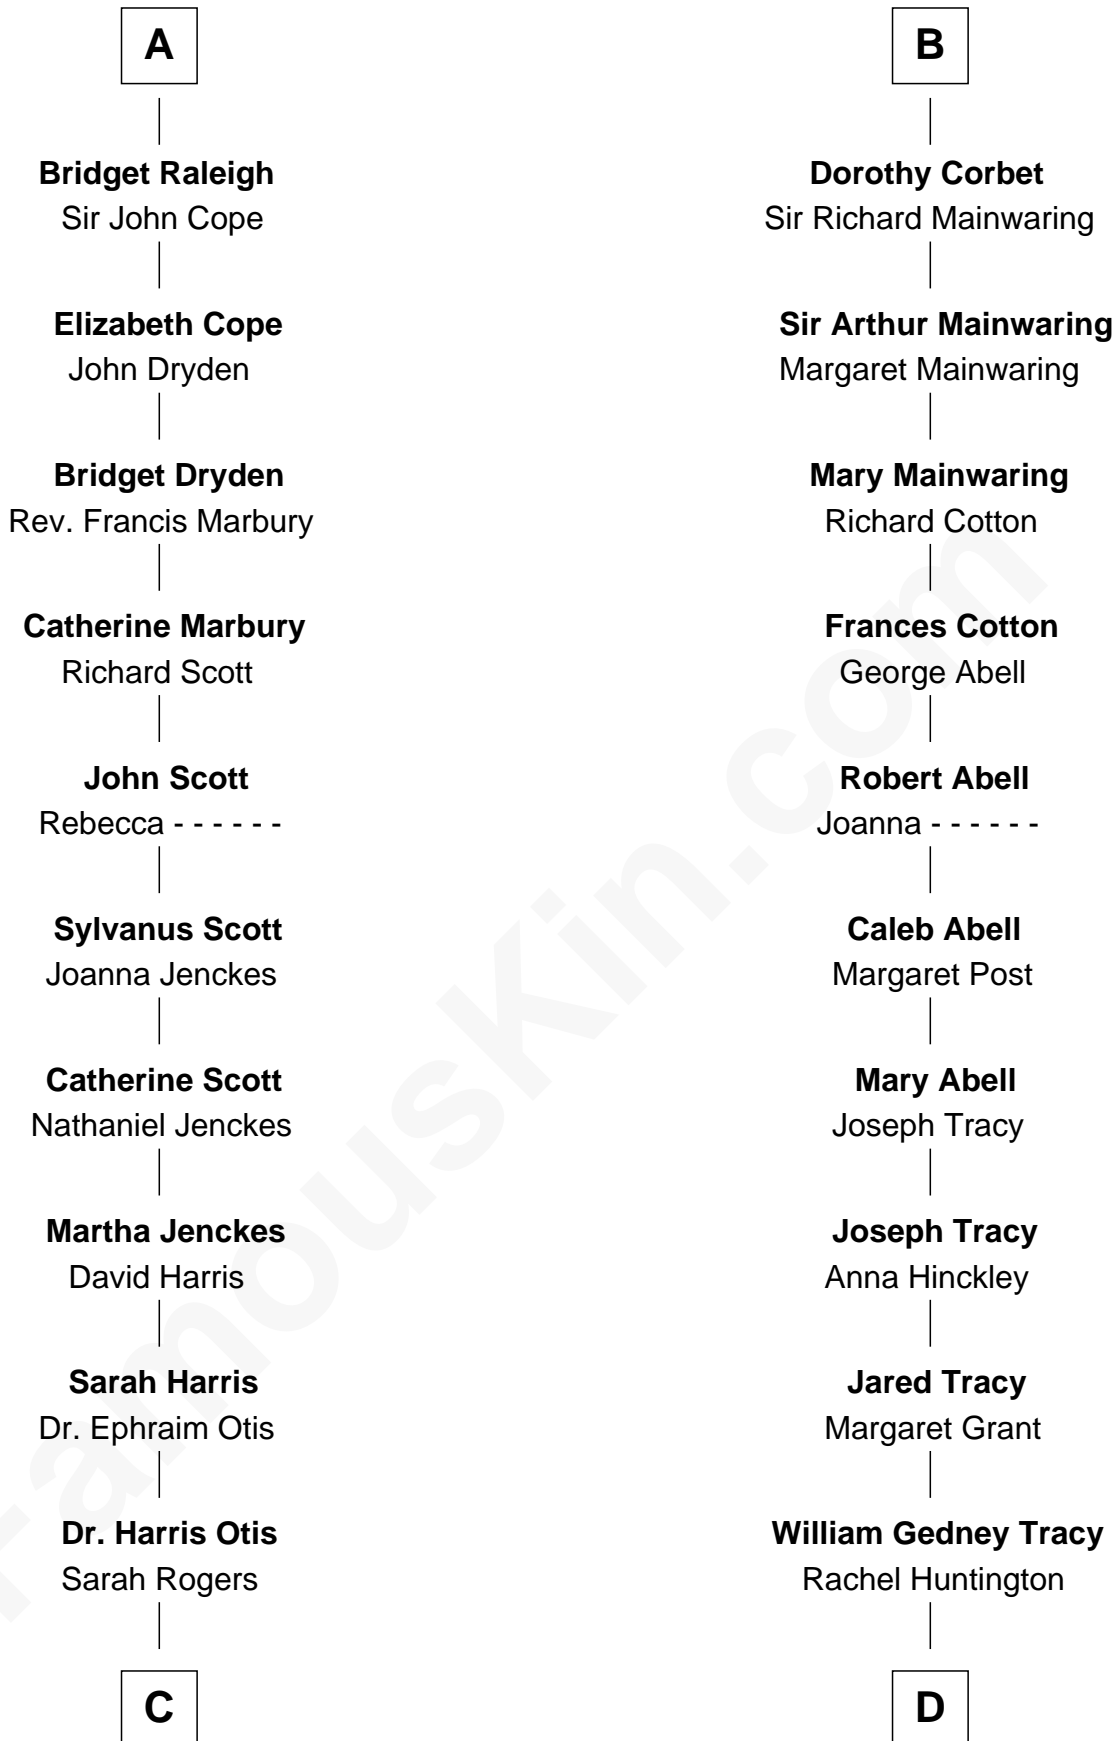 A
Bridget Raleigh
Sir John Cope
Elizabeth Cope
John Dryden
Bridget Dryden
Rev. Francis Marbury
Catherine Marbury
Richard Scott
John Scott
Rebecca - - - - - -
Sylvanus Scott
Joanna Jenckes
Catherine Scott
Nathaniel Jenckes
Martha Jenckes
David Harris
Sarah Harris
Dr. Ephraim Otis
Dr. Harris Otis
Sarah Rogers
C
B
Dorothy Corbet
Sir Richard Mainwaring
Sir Arthur Mainwaring
Margaret Mainwaring
Mary Mainwaring
Richard Cotton
Frances Cotton
George Abell
Robert Abell
Joanna - - - - - -
Caleb Abell
Margaret Post
Mary Abell
Joseph Tracy
Joseph Tracy
Anna Hinckley
Jared Tracy
Margaret Grant
William Gedney Tracy
Rachel Huntington
D
FamousKin.com